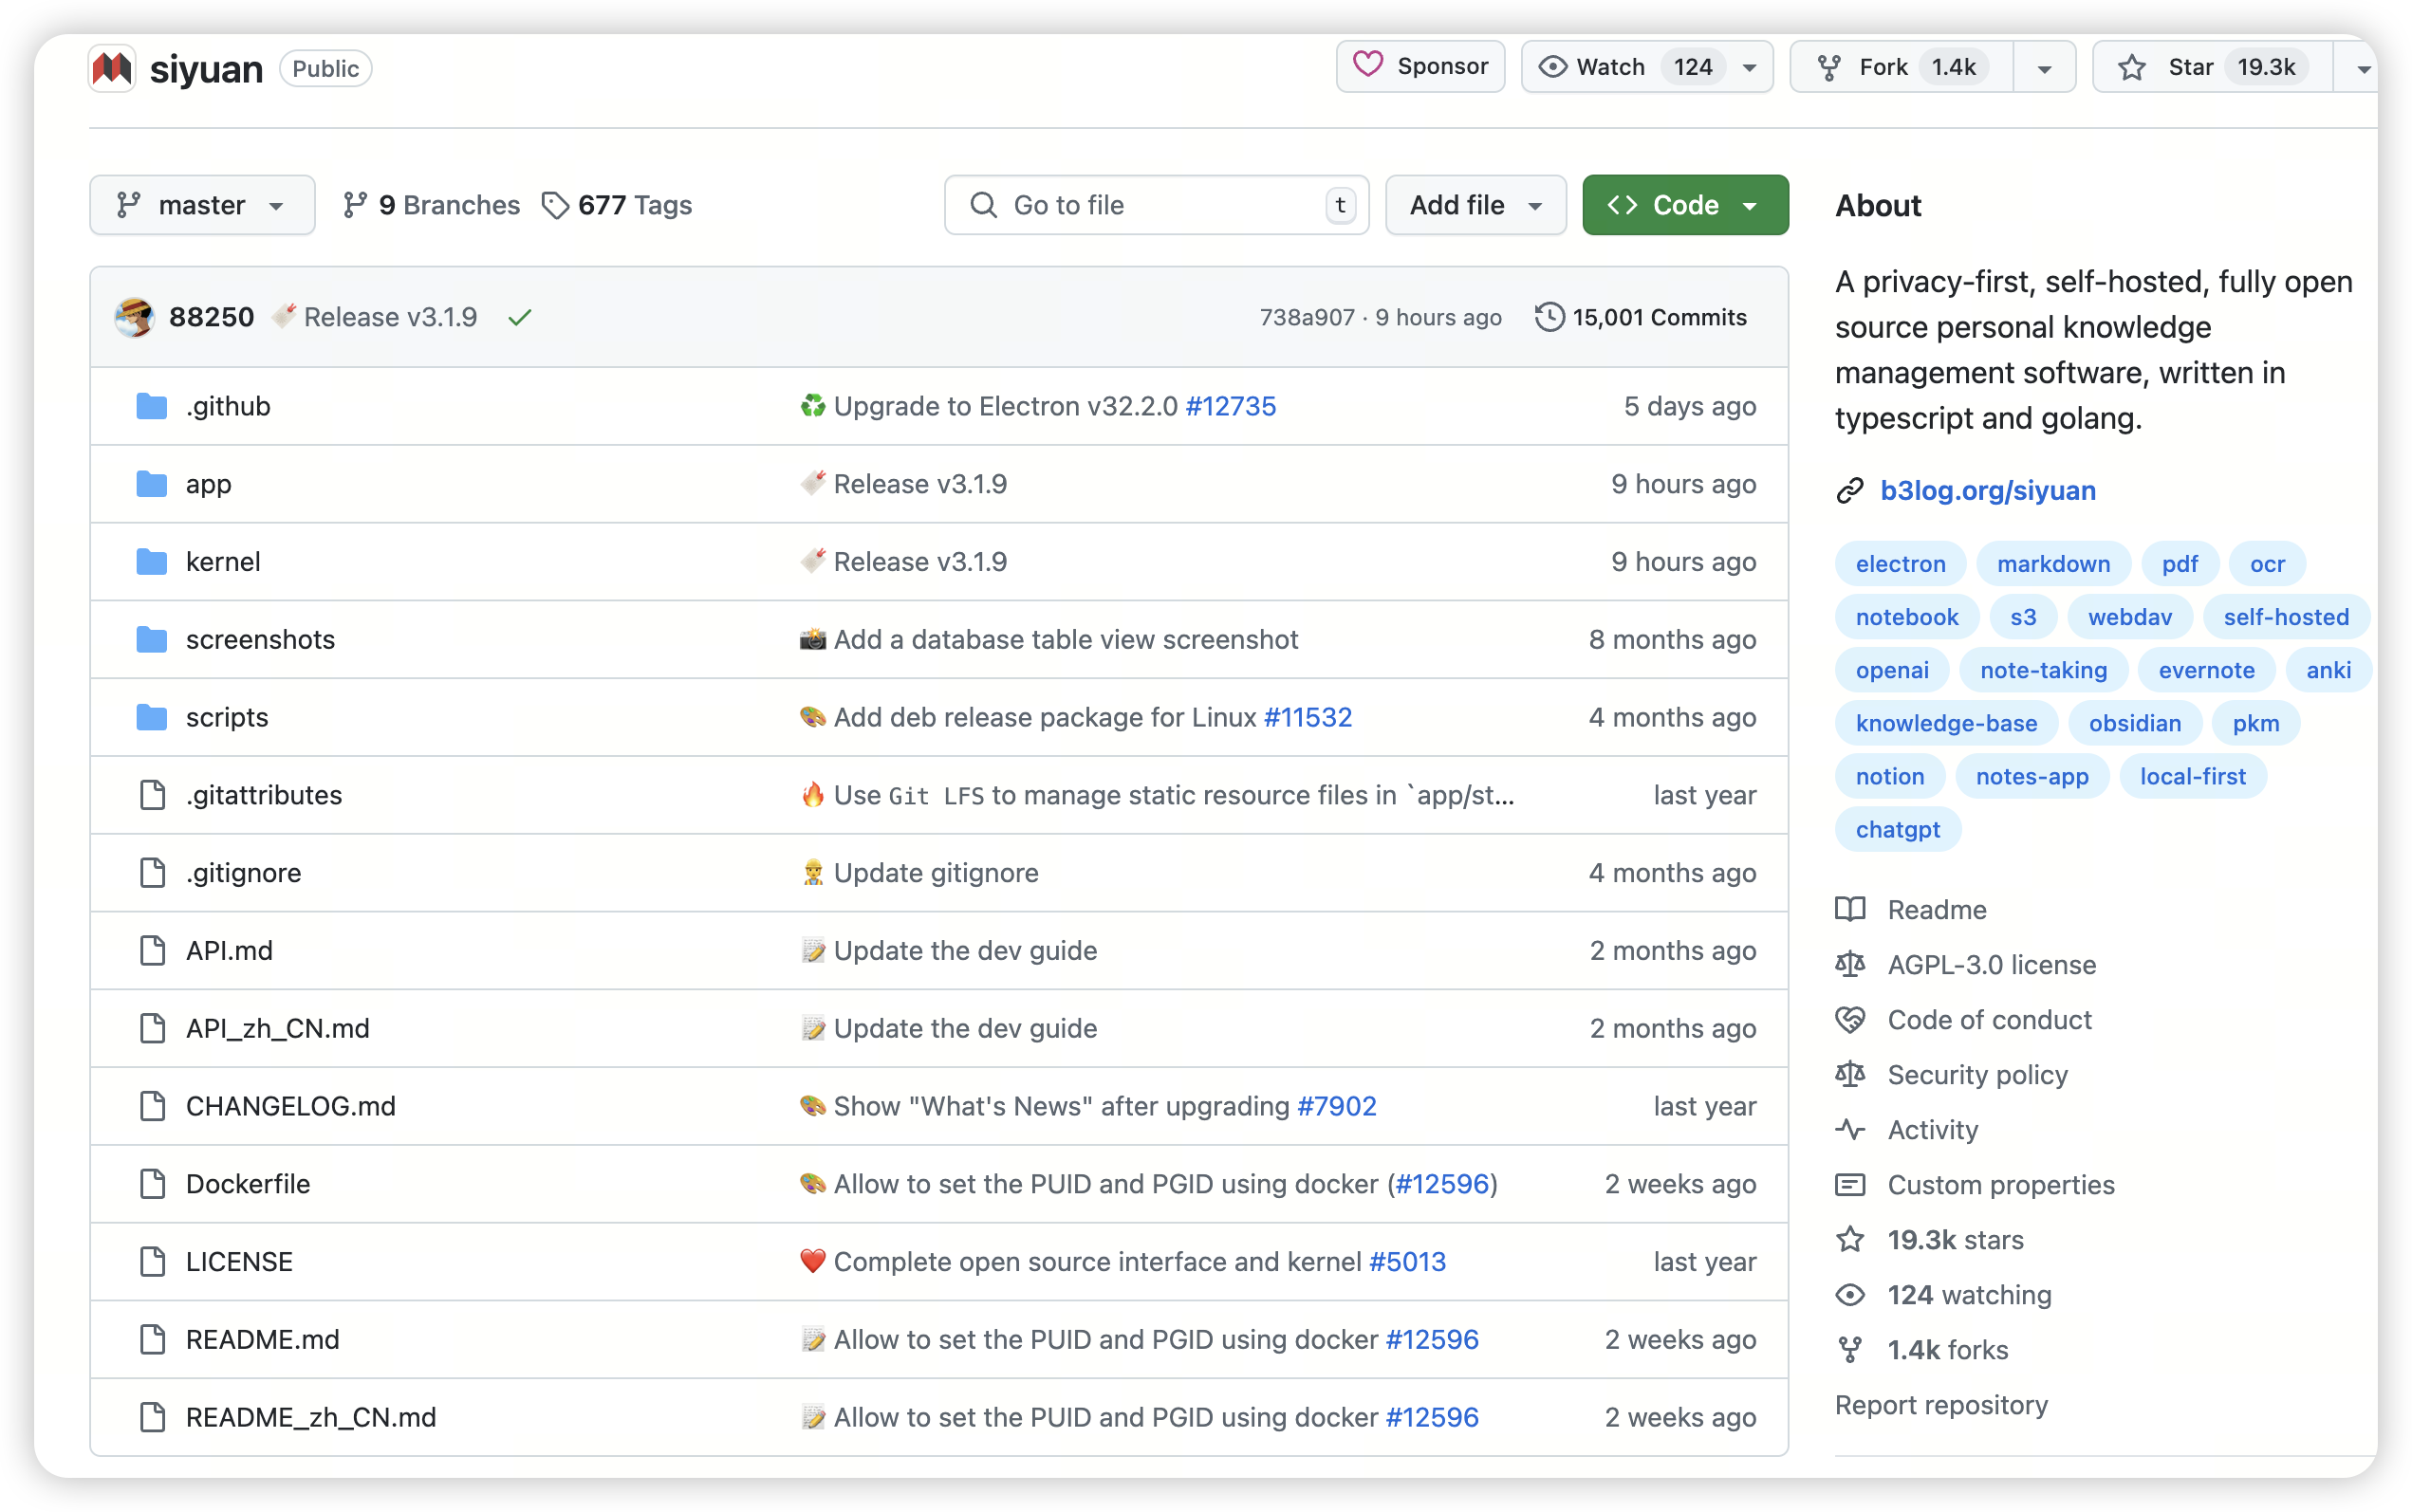 siyuan Public Sponsor Watch 124 Fork 1.4k Star 19.3k
master 9 Branches 677 Tags Go to file t Add file Code
88250 Release v3.1.9 738a907 · 9 hours ago 15,001 Commits
.github Upgrade to Electron v32.2.0 #12735 5 days ago
app Release v3.1.9 9 hours ago
kernel Release v3.1.9 9 hours ago
screenshots Add a database table view screenshot 8 months ago
scripts Add deb release package for Linux #11532 4 months ago
.gitattributes Use Git LFS to manage static resource files in `app/st... last year
.gitignore Update gitignore 4 months ago
API.md Update the dev guide 2 months ago
API_zh_CN.md Update the dev guide 2 months ago
CHANGELOG.md Show "What's News" after upgrading #7902 last year
Dockerfile Allow to set the PUID and PGID using docker (#12596) 2 weeks ago
LICENSE Complete open source interface and kernel #5013 last year
README.md Allow to set the PUID and PGID using docker #12596 2 weeks ago
README_zh_CN.md Allow to set the PUID and PGID using docker #12596 2 weeks ago
About
A privacy-first, self-hosted, fully open
source personal knowledge
management software, written in
typescript and golang.
b3log.org/siyuan
electron markdown pdf ocr
notebook s3 webdav self-hosted
openai note-taking evernote anki
knowledge-base obsidian pkm
notion notes-app local-first
chatgpt
Readme
AGPL-3.0 license
Code of conduct
Security policy
Activity
Custom properties
19.3k stars
124 watching
1.4k forks
Report repository